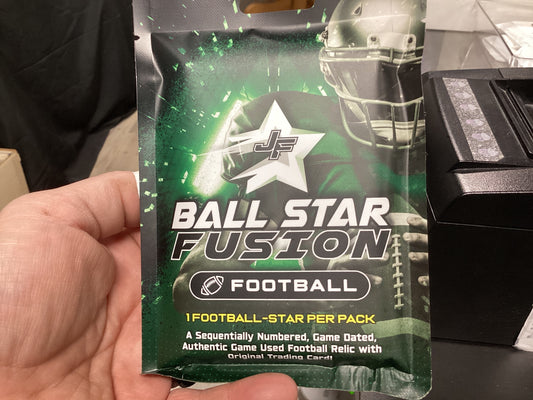 JF
BALL STAR
FUSION
FOOTBALL
1 FOOTBALL-STAR PER PACK
A Sequentially Numbered, Game Dated,
Authentic Game Used Football Relic with
Original Trading Card!